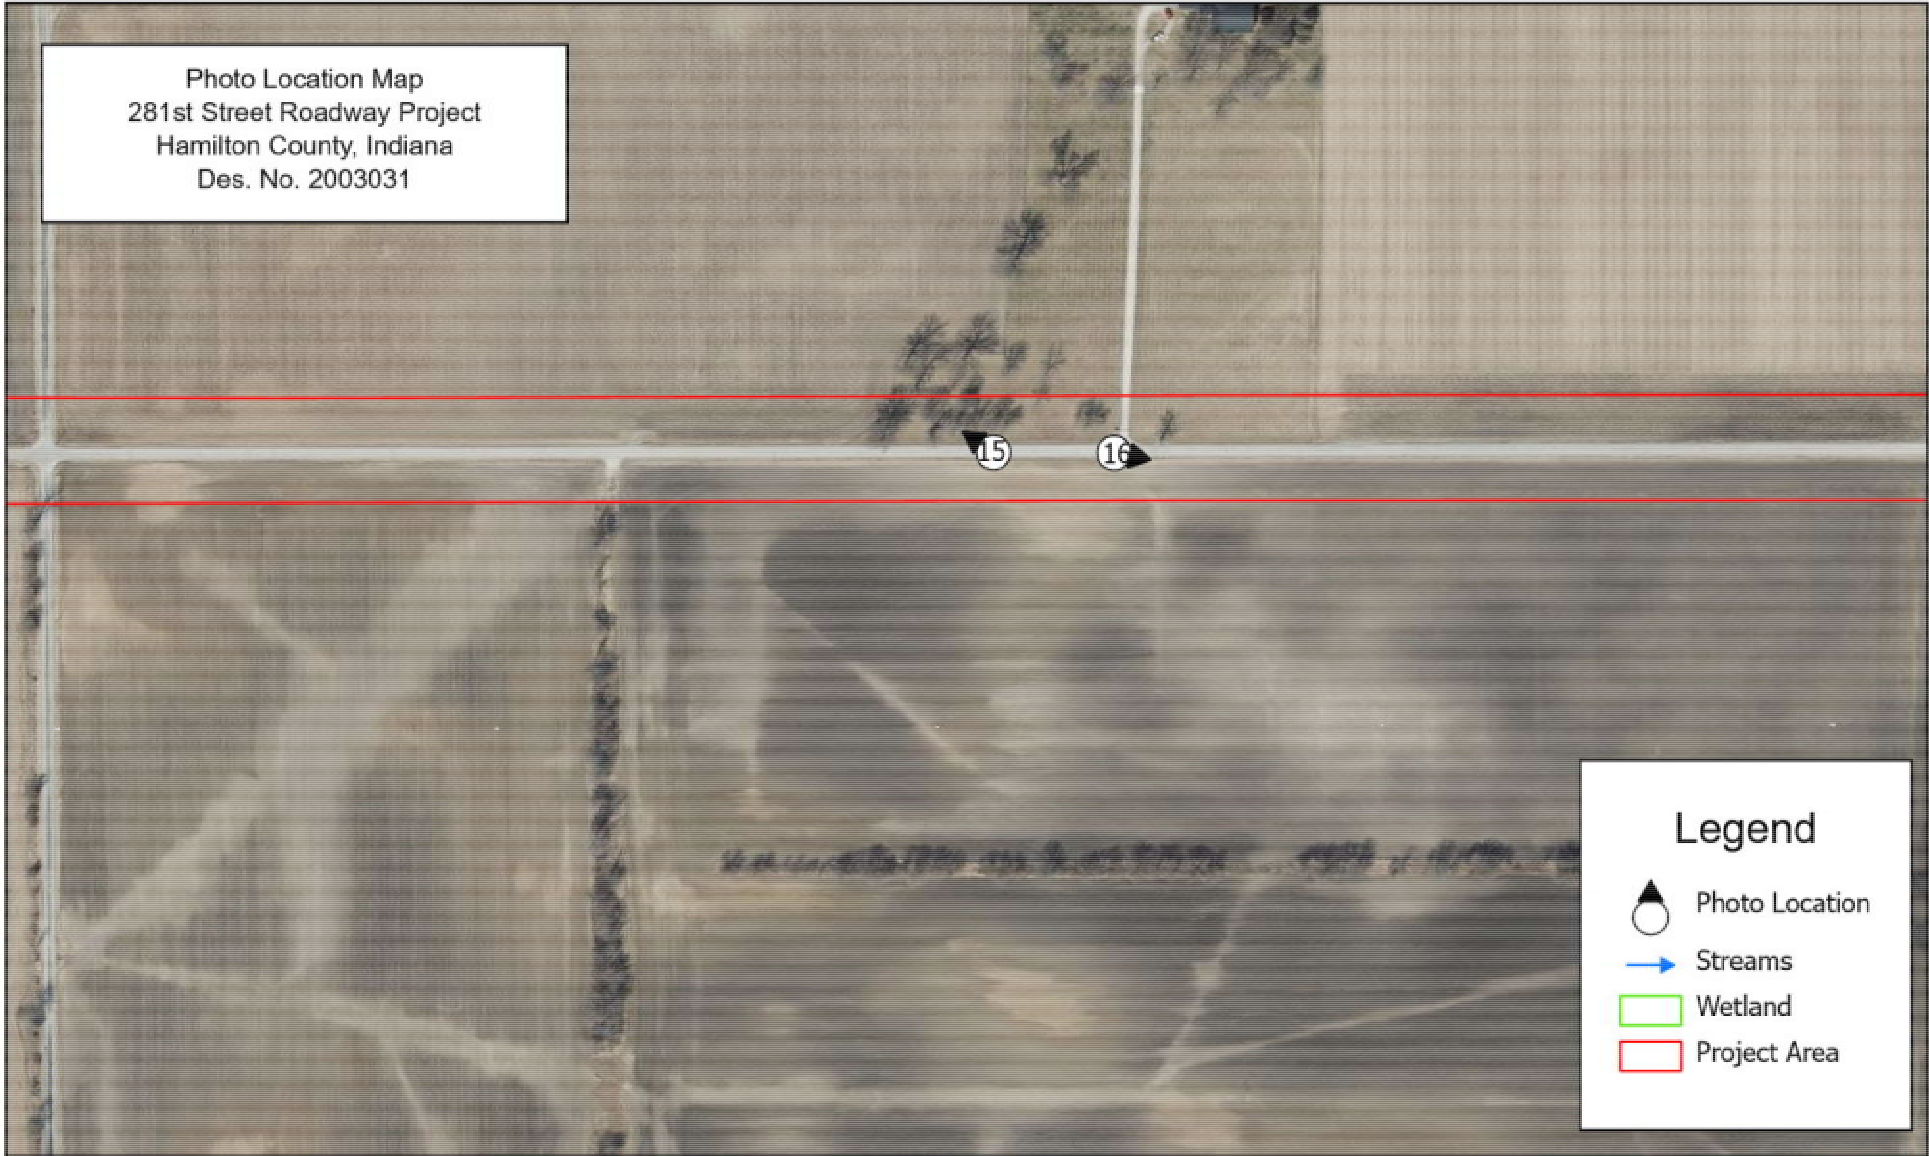 Photo Location Map
281st Street Roadway Project
Hamilton County, Indiana
Des. No. 2003031
15
16
Legend
Photo Location
Streams
Wetland
Project Area